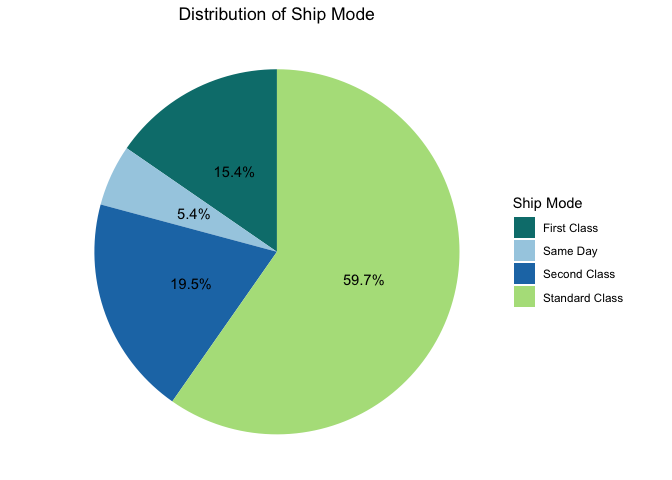 Distribution of Ship Mode
15.4%
5.4%
19.5%
59.7%
Ship Mode
First Class
Same Day
Second Class
Standard Class